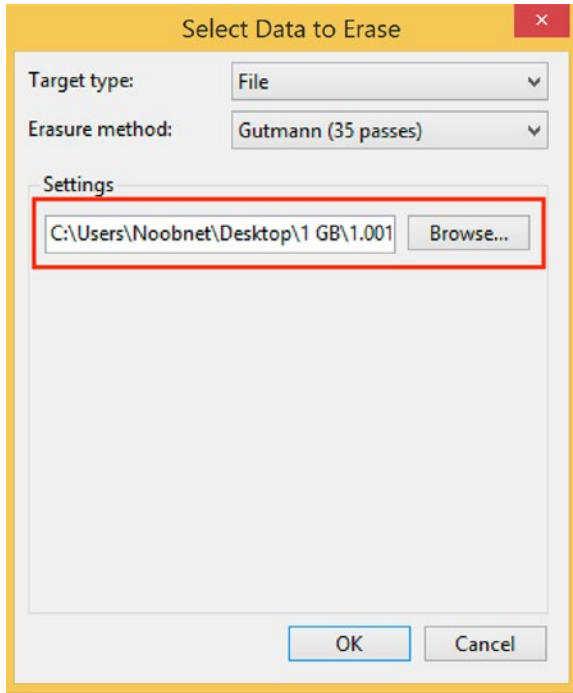 Select Data to Erase
×
Target type: File
Erasure method: Gutmann (35 passes)
Settings
C:\Users\Noobnet\Desktop\1 GB\1.001 Browse...
OK Cancel